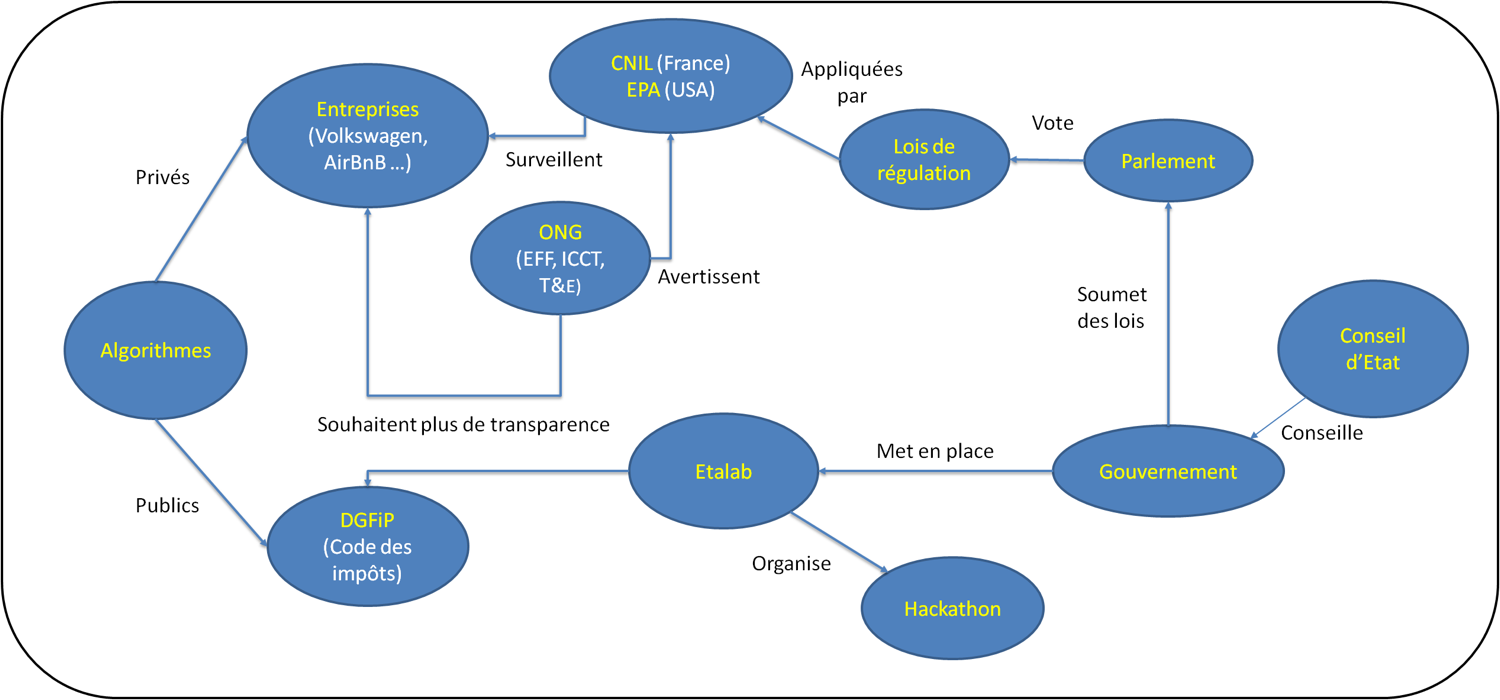 CNIL (France)
EPA (USA)
Appliquées
par
Entreprises
(Volkswagen,
AirBnB ...)
Surveillent
Lois de
régulation
Vote
Parlement
Privés
ONG
(EFF, ICCT,
T&E)
Avertissent
Soumet
des lois
Algorithmes
Conseil
d'Etat
Souhaitent plus de transparence
Conseille
Etalab
Met en place
Gouvernement
Publics
DGFiP
(Code des
impôts)
Organise
Hackathon